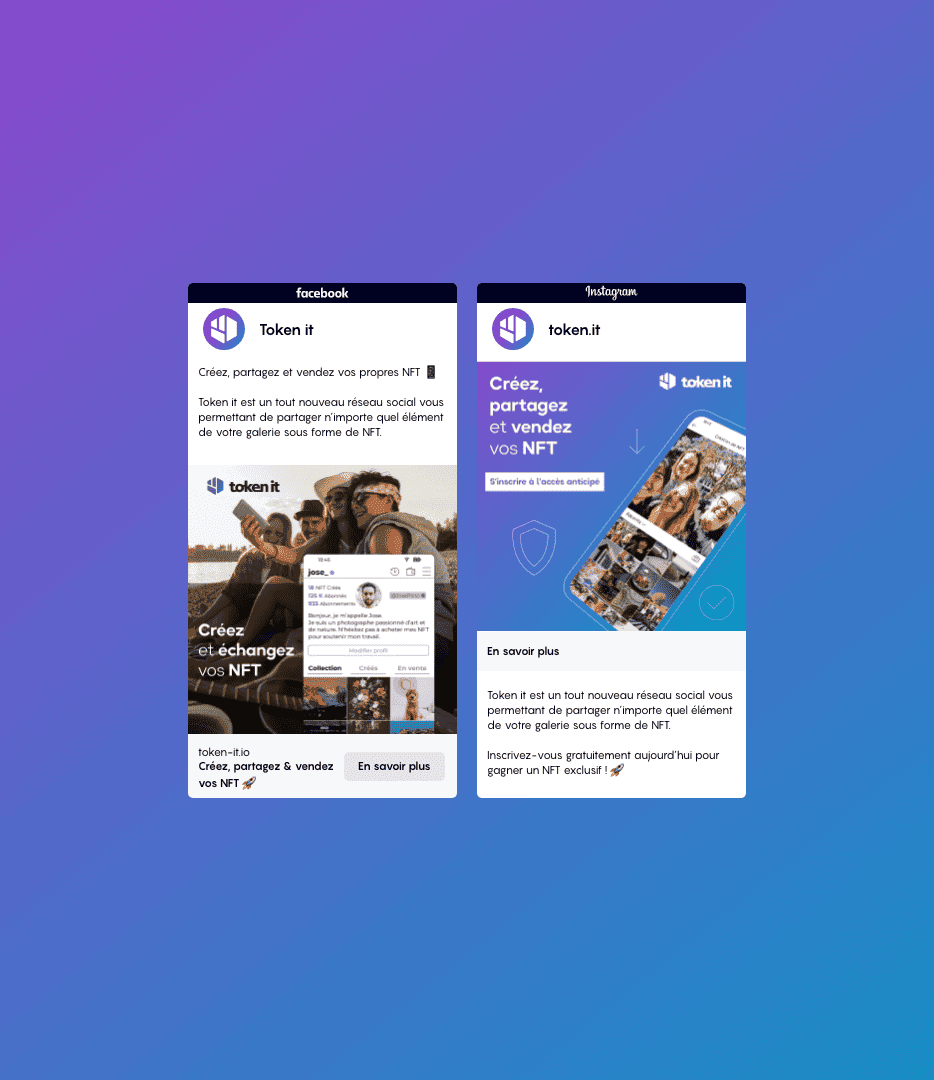 facebook
Token it
Créez, partagez et vendez vos propres NFT
Token it est un tout nouveau réseau social vous
permettant de partager n'importe quel élément
de votre galerie sous forme de NFT.
token it
13:46
jose_
18 NFT Créés
125 K Abonnés
833 Abonnements
Bonjour, je m'appelle Jose.
Je suis un photographe passionné d'art et
de nature. N'hésitez pas à acheter mes NFT
pour soutenir mon travail.
Modifier profil
Collection Créés En vente
Créez
et échangez
vos NFT
token-it.io
Créez, partagez & vendez
vos NFT 🚀
En savoir plus
Instagram
token.it
Créez,
partagez
et vendez
vos NFT
token it
S'inscrire à l'accès anticipé
En savoir plus
Token it est un tout nouveau réseau social vous
permettant de partager n'importe quel élément
de votre galerie sous forme de NFT.
Inscrivez-vous gratuitement aujourd'hui pour
gagner un NFT exclusif ! 🚀